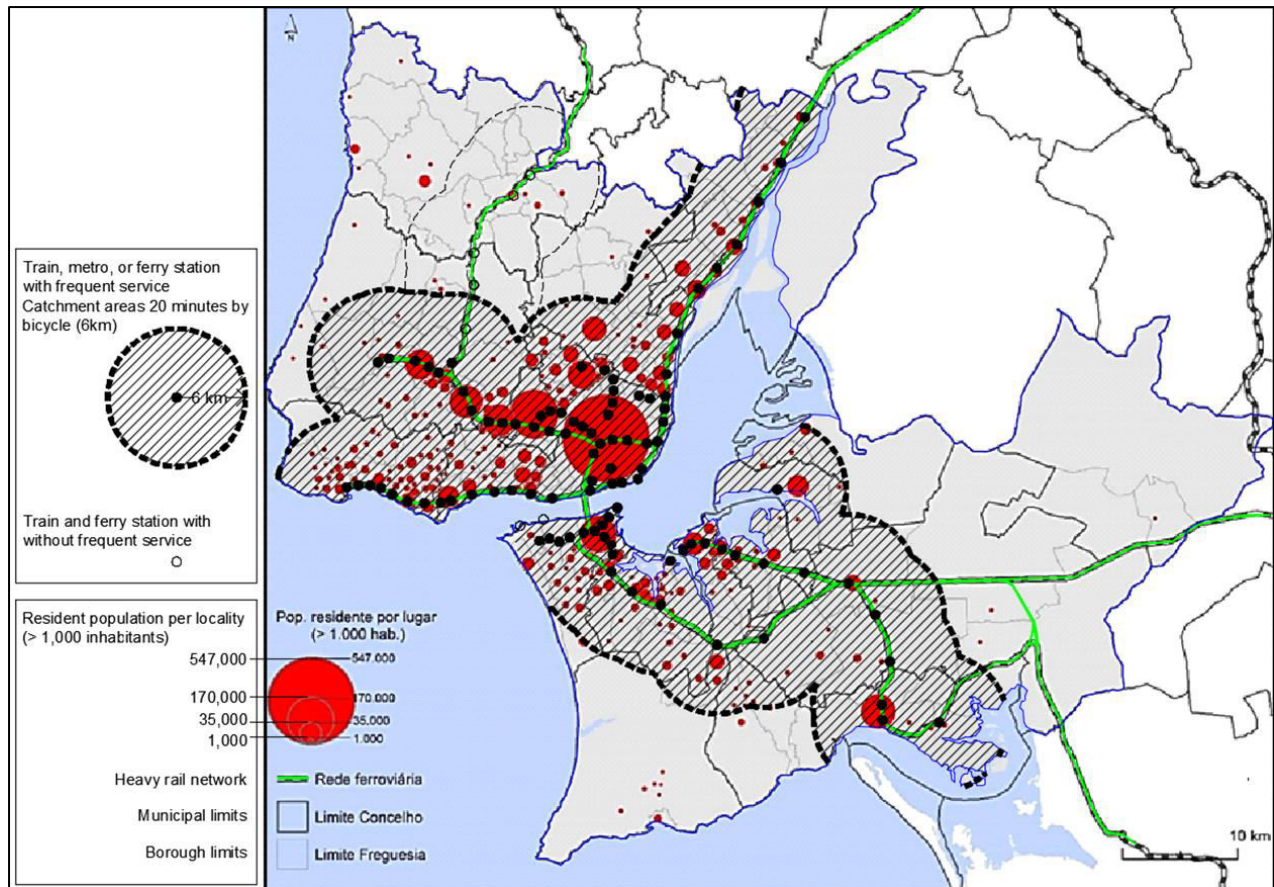 N
Train, metro, or ferry station
with frequent service
Catchment areas 20 minutes by
bicycle (6km)
6 km
Train and ferry station with
without frequent service
Resident population per locality
(> 1,000 inhabitants)
547,000
170,000
35,000
1,000
Heavy rail network
Municipal limits
Borough limits
Pop. residente por lugar
(> 1.000 hab.)
547.000
170.000
35.000
1.000
Rede ferroviária
Limite Concelho
Limite Freguesia
10 km